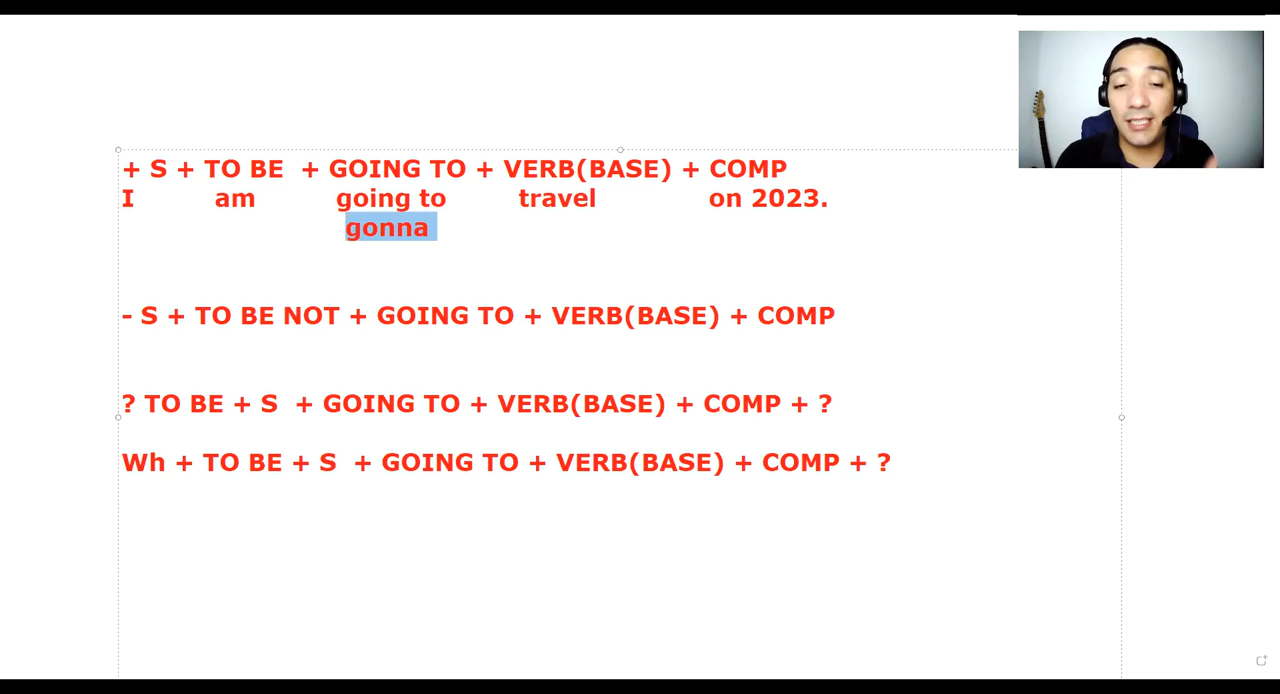 + S + TO BE + GOING TO + VERB(BASE) + COMP
I am going to travel on 2023.
gonna
- S + TO BE NOT + GOING TO + VERB(BASE) + COMP
? TO BE + S + GOING TO + VERB(BASE) + COMP + ?
Wh + TO BE + S + GOING TO + VERB(BASE) + COMP + ?